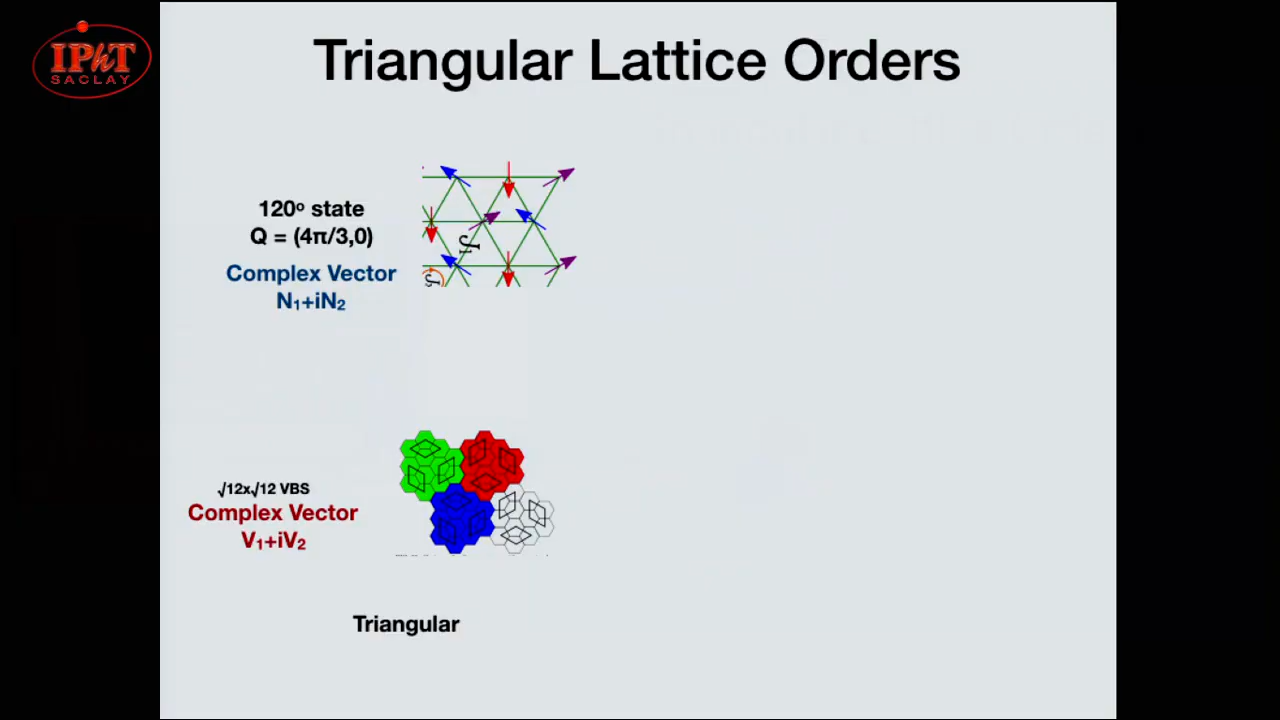 IPhT
SACLAY
Triangular Lattice Orders
120º state
Q = (4π/3,0)
Complex Vector
N₁+iN₂
J₁
√12x√12 VBS
Complex Vector
V₁+iV₂
Triangular